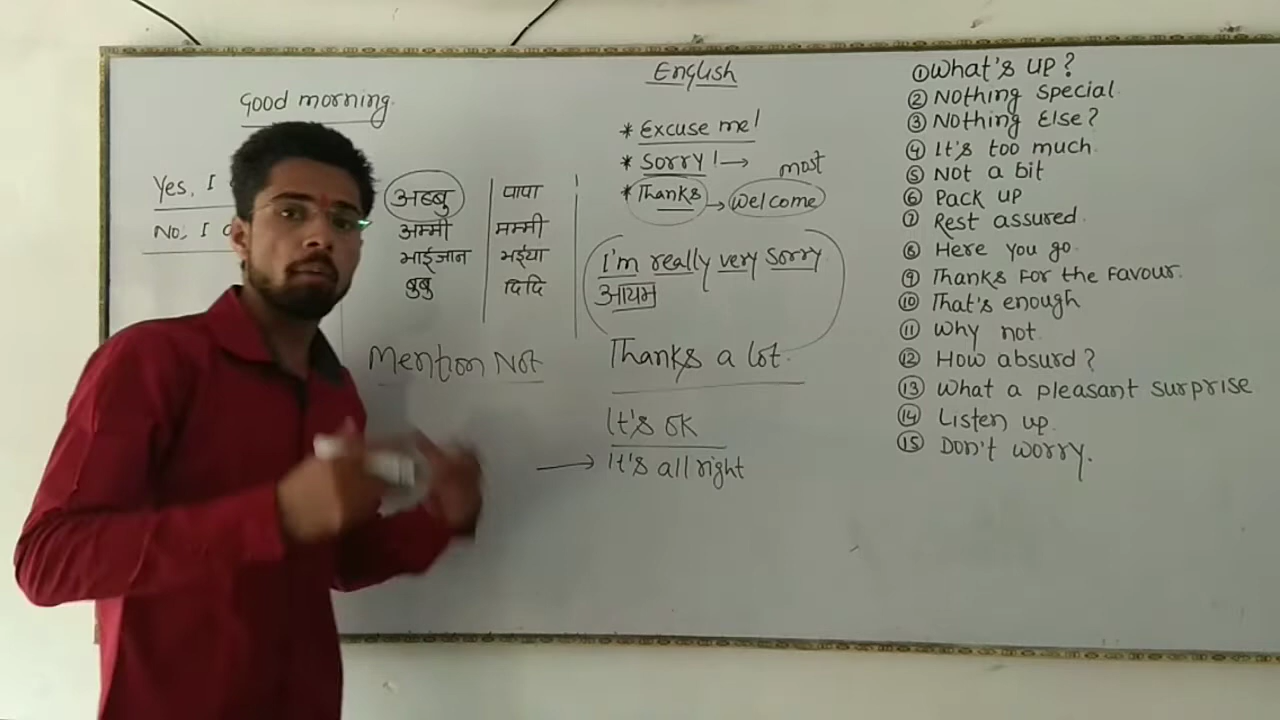 English
Good morning.
Yes, I
No, I a
अब्बु पापा
अम्मी मम्मी
भाईजान भईया
बुबु दिदि
Mention Not
* Excuse me!
* Sorry! →
most
* Thanks → Welcome
I'm really very sorry
आयम
Thanks a lot.
It's ok
→ It's all right
① What's up?
② Nothing special
③ Nothing Else?
④ It's too much.
⑤ Not a bit
⑥ Pack up
⑦ Rest assured.
⑧ Here you go.
⑨ Thanks for the favour.
⑩ That's enough
⑪ Why not.
⑫ How absurd?
⑬ What a pleasant surprise
⑭ Listen up.
⑮ Don't worry.